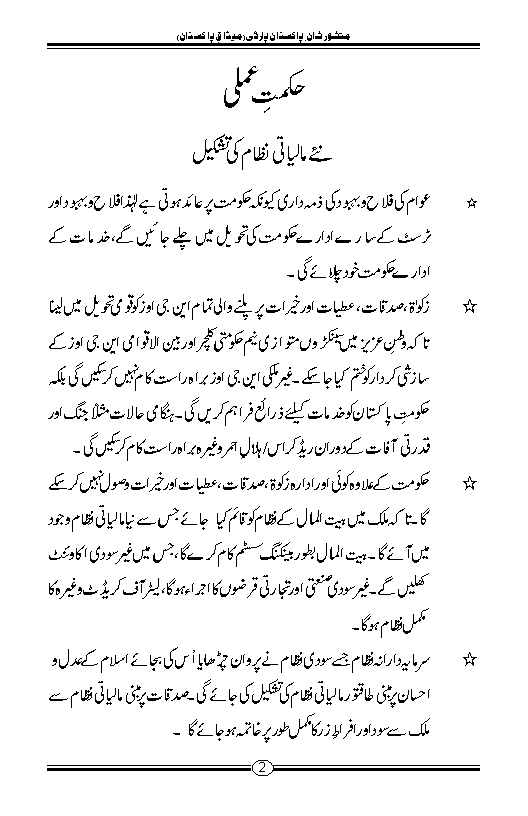 منشور شانِ پاکستان پارٹی (میثاقِ پاکستان)
حکمتِ عملی
نئے مالیاتی نظام کی تشکیل
☆ عوام کی فلاح و بہبود کی ذمہ داری کیونکہ حکومت پر عائد ہوتی ہے لہٰذا فلاح و بہبود اور
ٹرسٹ کے سارے ادارے حکومت کی تحویل میں چلے جائیں گے، خدمات کے
ادارے حکومت خود چلائے گی۔
☆ زکوٰۃ، صدقات، عطیات اور خیرات پر پلنے والی تمام این جی اوز کو قومی تحویل میں لینا
تاکہ وطنِ عزیز میں سینکڑوں متوازی نیم حکومتی کلچر اور بین الاقوامی این جی اوز کے
سازشی کردار کو ختم کیا جا سکے۔ غیر ملکی این جی اوز براہ راست کام نہیں کر سکیں گی بلکہ
حکومتِ پاکستان کو خدمات کیلئے ذرائع فراہم کریں گی۔ ہنگامی حالات مثلاً جنگ اور
قدرتی آفات کے دوران ریڈ کراس/ہلالِ احمر وغیرہ براہ راست کام کر سکیں گی۔
☆ حکومت کے علاوہ کوئی اور ادارہ زکوٰۃ، صدقات، عطیات اور خیرات وصول نہیں کر سکے
گا۔ تاکہ ملک میں بیت المال کے نظام کو قائم کیا جائے جس سے نیا مالیاتی نظام وجود
میں آئے گا۔ بیت المال بطور بینکنگ سسٹم کام کرے گا، جس میں غیر سودی اکاؤنٹ
کھلیں گے۔ غیر سودی صنعتی اور تجارتی قرضوں کا اجراء ہوگا، لیٹر آف کریڈٹ وغیرہ کا
مکمل نظام ہوگا۔
☆ سرمایہ دارانہ نظام جسے سودی نظام نے پروان چڑھایا اُس کی بجائے اسلام کے عدل و
احسان پر مبنی طاقتور مالیاتی نظام کی تشکیل کی جائے گی۔ صدقات پر مبنی مالیاتی نظام سے
ملک سے سود اور افراطِ زر کا مکمل طور پر خاتمہ ہو جائے گا۔
2